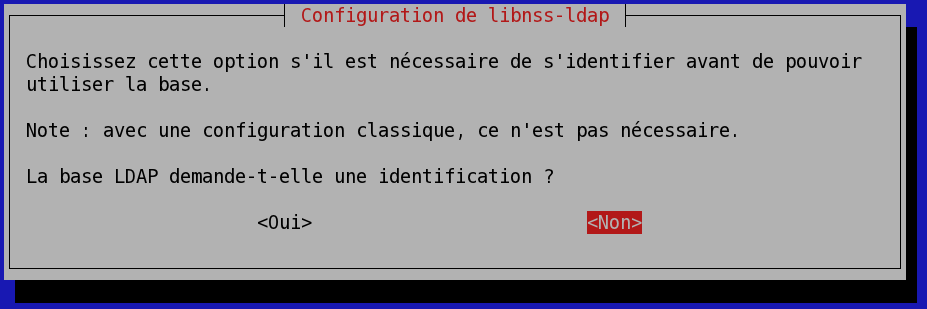 Configuration de libnss-ldap
Choisissez cette option s'il est nécessaire de s'identifier avant de pouvoir
utiliser la base.
Note : avec une configuration classique, ce n'est pas nécessaire.
La base LDAP demande-t-elle une identification ?
<Oui> <Non>